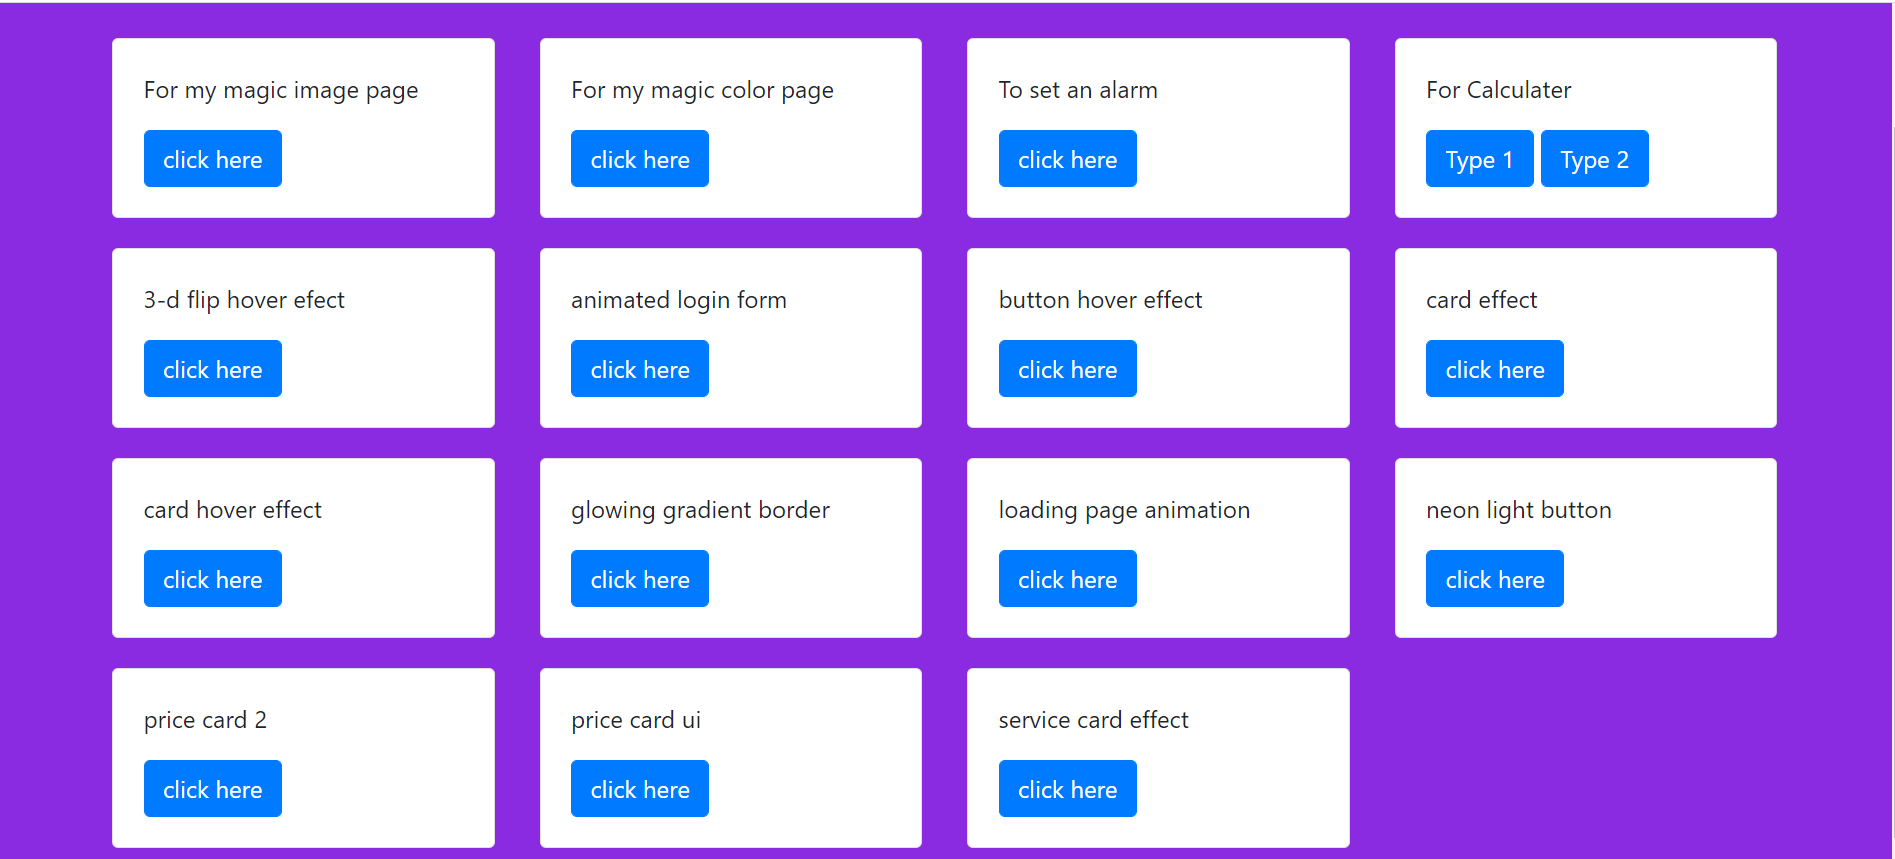 For my magic image page
click here
For my magic color page
click here
To set an alarm
click here
For Calculater
Type 1 Type 2
3-d flip hover efect
click here
animated login form
click here
button hover effect
click here
card effect
click here
card hover effect
click here
glowing gradient border
click here
loading page animation
click here
neon light button
click here
price card 2
click here
price card ui
click here
service card effect
click here